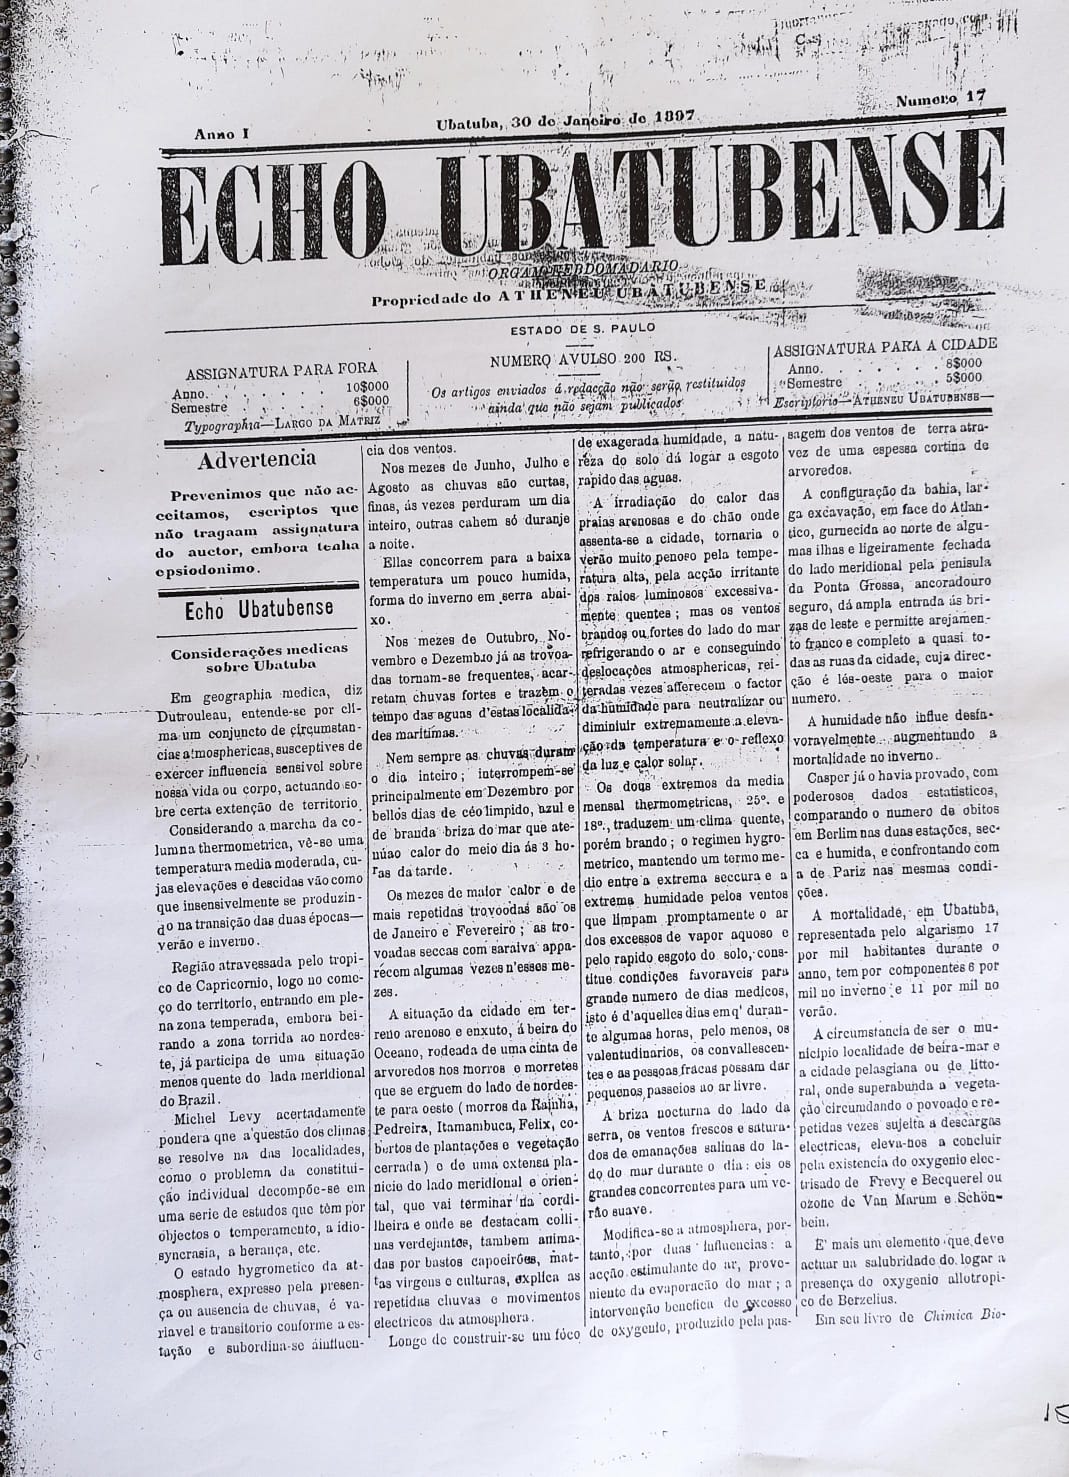 Anno I
Ubatuba, 30 de Janeiro de 1897
Numero 17
ECHO UBATUBENSE
ORGAM HEBDOMADARIO
Propriedade do ATHENEU UBATUBENSE
ESTADO DE S. PAULO
ASSIGNATURA PARA FORA
Anno. . . . . . . 10$000
Semestre . . . . . 6$000
Typographia—LARGO DA MATRIZ
NUMERO AVULSO 200 RS.
Os artigos enviados á redacção não serão restituidos
ainda que não sejam publicados
ASSIGNATURA PARA A CIDADE
Anno. . . . . . . 8$000
Semestre . . . . . 5$000
Escriptorio—ATHENEU UBATUBENSE—
Advertencia
Prevenimos que não ac-
ceitamos, escriptos que
não tragaam assignatura
do auctor, embora tenha
epsiodonimo.
Echo Ubatubense
Considerações medicas
sobre Ubatuba
Em geographia medica, diz
Dutrouleau, entende-se por cli-
ma um conjuncto de circumstan-
cias atmosphericas, susceptives de
exercer influencia sensivel sobre
nossa vida ou corpo, actuando so-
bre certa extenção de territorio.
Considerando a marcha da co-
lumna thermometrica, vê-se uma
temperatura media moderada, cu-
jas elevações e descidas vão como
que insensivelmente se produzin-
do na transição das duas épocas—
verão e inverno.
Região atravessada pelo tropi-
co de Capricornio, logo no come-
ço do territorio, entrando em ple-
na zona temperada, embora bei-
rando a zona torrida ao nordes-
te, já participa de uma situação
menos quente do lada meridional
do Brazil.
Michel Levy acertadamente
pondera que a questão dos climas
se resolve na das localidades,
como o problema da constitui-
ção individual decompõe-se em
uma serie de estudos que têm por
objectos o temperamento, a idio-
syncrasia, a herança, etc.
O estado hygrometico da at-
mosphera, expresso pela presen-
ça ou ausencia de chuvas, é va-
riavel e transitorio conforme a es-
tação e subordina-se áinfluen-
cia dos ventos.
Nos mezes de Junho, Julho e
Agosto as chuvas são curtas,
finas, ás vezes perduram um dia
inteiro, outras cahem só duranje
a noite.
Ellas concorrem para a baixa
temperatura um pouco humida,
forma do inverno em serra abai-
xo.
Nos mezes de Outubro, No-
vembro e Dezembro já as trovoa-
das tornam-se frequentes, acar-
retam chuvas fortes e trazem o
tempo das aguas d'estas localida-
des maritimas.
Nem sempre as chuvas duram
o dia inteiro; interrompem-se
principalmente em Dezembro por
bellos dias de céo limpido, azul e
de branda briza do mar que ate-
núao calor do meio dia ás 3 ho-
ras da tarde.
Os mezes de maior calor e de
mais repetidas trovoodas são os
de Janeiro e Fevereiro; as tro-
voadas seccas com saraiva appa-
récem algumas vezes n'esses me-
zes.
A situação da cidade em ter-
reno arenoso e enxuto, á beira do
Oceano, rodeada de uma cinta de
arvoredos nos morros e morretes
que se erguem do lado de nordes-
te para oesto (morros da Rainha,
Pedreira, Itamambuca, Felix, co-
bertos de plantações e vegetação
cerrada) e de uma extensa pla-
nicio do lado meridional e orien-
tal, que vai terminar na cordi-
lheira e onde se destacam colli-
nas verdejantes, tambem anima-
das por bastos capoeirões, mat-
tas virgens e culturas, explica as
repetidas chuvas e movimentos
electricos da atmosphera.
Longe de construir-se um fóco
de exagerada humidade, a natu-
reza do solo dá logar a esgoto
rapido das aguas.
A irradiação do calor das
praias arenosas e do chão onde
assenta-se a cidade, tornaria o
verão muito penoso pela tempe-
ratura alta, pela acção irritante
dos raios luminosos excessiva-
mente quentes; mas os ventos
brandos ou fortes do lado do mar
refrigerando o ar e conseguindo
deslocações atmosphericas, rei-
teradas vezes afferecem o factor
da humidade para neutralizar ou
diminiuir extremamente a eleva-
ção da temperatura e o reflexo
da luz e calor solar.
Os dous extremos da media
mensal thermometricas, 25º. e
18º., traduzem um clima quente,
porém brando; o regimen hygro-
metrico, mantendo um termo me-
dio entre a extrema seccura e a
extrema humidade pelos ventos
que limpam promptamente o ar
dos excessos de vapor aquoso e
pelo rapido esgoto do solo, cons-
titue condições favoraveis para
grande numero de dias medicos,
isto é d'aquelles dias emq' duran-
te algumas horas, pelo menos, os
valentudinarios, os convallescen-
tes e as pessoas fracas possam dar
pequenos passeios ao ar livre.
A briza nocturna do lado da
serra, os ventos frescos e satura-
dos de emanações salinas do la-
do do mar durante o dia: eis os
grandes concorrentes para um ve-
rão suave.
Modifica-se a atmosphera, por-
tanto, por duas influencias: a
acção estimulante do ar, prove-
niente da evaporação do mar; a
intervenção benefica de excesso
de oxygenio, produzido pela pas-
sagem dos ventos de terra atra-
vez de uma espessa cortina de
arvoredos.
A configuração da bahia, lar-
ga excavação, em face do Atlan-
tico, gurnecida ao norte de algu-
mas ilhas e ligeiramente fechada
do lado meridional pela penisula
da Ponta Grossa, ancoradouro
seguro, dá ampla entrada ás bri-
zas de leste e permitte arejamen-
to franco e completo a quasi to-
das as ruas da cidade, cuja direc-
ção é lés-oeste para o maior
numero.
A humidade não influe desfa-
voravelmente augmentando a
mortalidade no inverno.
Casper já o havia provado, com
poderosos dados estatisticos,
comparando o numero de obitos
em Berlim nas duas estações, sec-
ca e humida, e confrontando com
a de Pariz nas mesmas condi-
ções.
A mortalidade, em Ubatuba,
representada pelo algarismo 17
por mil habitantes durante o
anno, tem por componentes 6 por
mil no inverno e 11 por mil no
verão.
A circumstancia de ser o mu-
nicipio localidade de beira-mar e
a cidade pelasgiana ou de litto-
ral, onde superabunda a vegeta-
ção circumdando o povoado e re-
petidas vezes sujeita a descargas
electricas, eleva-nos a concluir
pela existencia do oxygenio elec-
trisado de Frevy e Becquerel ou
ozone de Van Marum e Schön-
bein.
E' mais um elemento que deve
actuar na salubridade do logar a
presença do oxygenio allotropi-
co de Berzelius.
Em seu livro de Chimica Bio-